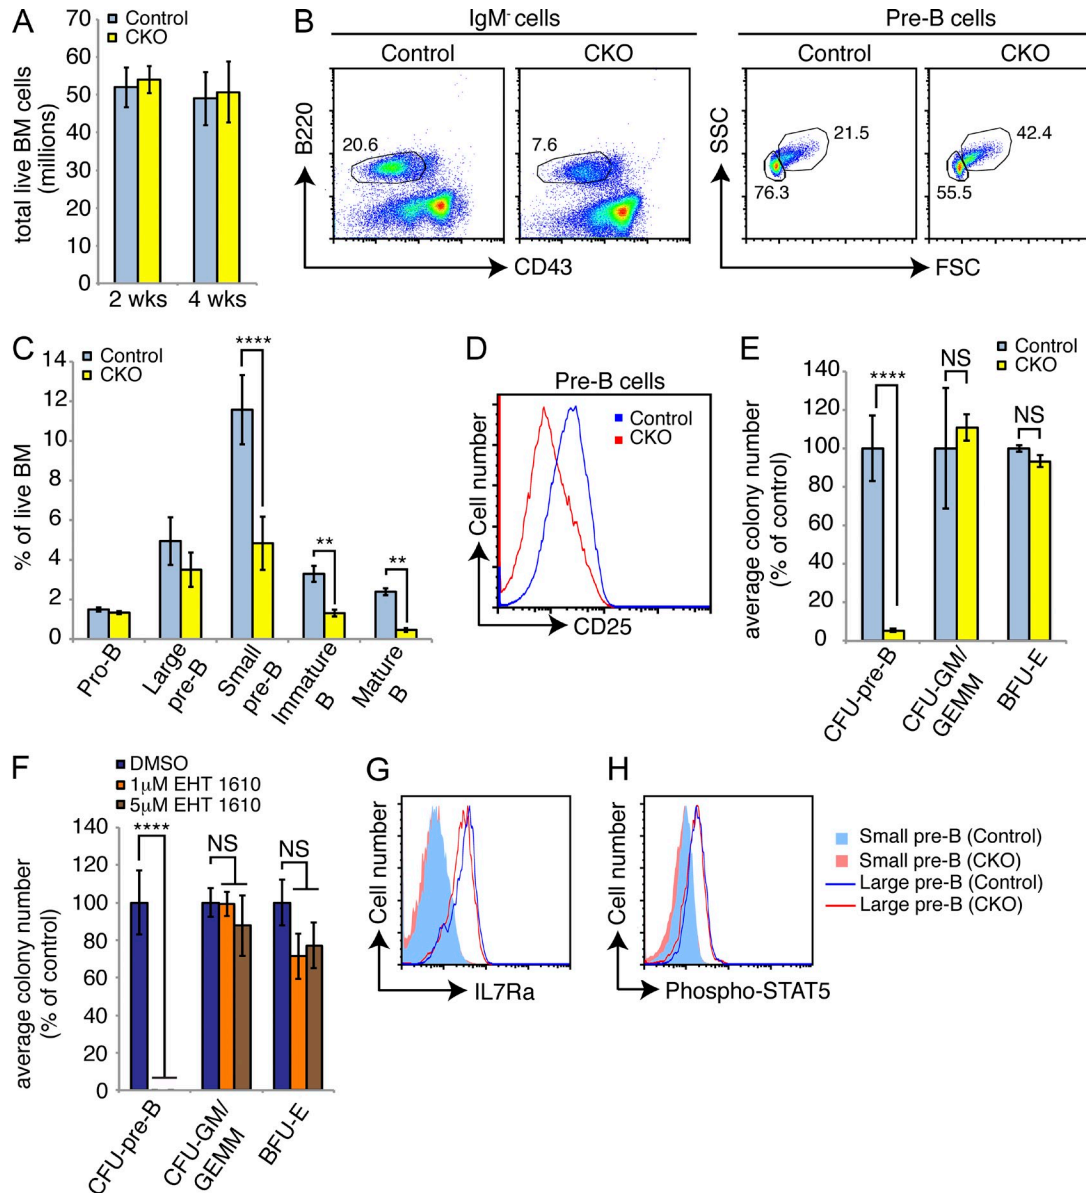 A
Control
CKO
total live BM cells
(millions)
70
60
50
40
30
20
10
0
2 wks
4 wks
B
IgM⁻ cells
Pre-B cells
Control
CKO
Control
CKO
B220
20.6
7.6
CD43
SSC
21.5
76.3
42.4
55.5
FSC
C
Control
CKO
% of live BM
14
12
10
8
6
4
2
0
****
**
**
Pro-B
Large
pre-B
Small
pre-B
Immature
B
Mature
B
D
Pre-B cells
Control
CKO
Cell number
CD25
E
Control
CKO
average colony number
(% of control)
140
120
100
80
60
40
20
0
****
NS
NS
CFU-pre-B
CFU-GM/
GEMM
BFU-E
F
DMSO
1µM EHT 1610
5µM EHT 1610
average colony number
(% of control)
140
120
100
80
60
40
20
0
****
NS
NS
CFU-pre-B
CFU-GM/
GEMM
BFU-E
G
Cell number
IL7Ra
H
Cell number
Phospho-STAT5
Small pre-B (Control)
Small pre-B (CKO)
Large pre-B (Control)
Large pre-B (CKO)